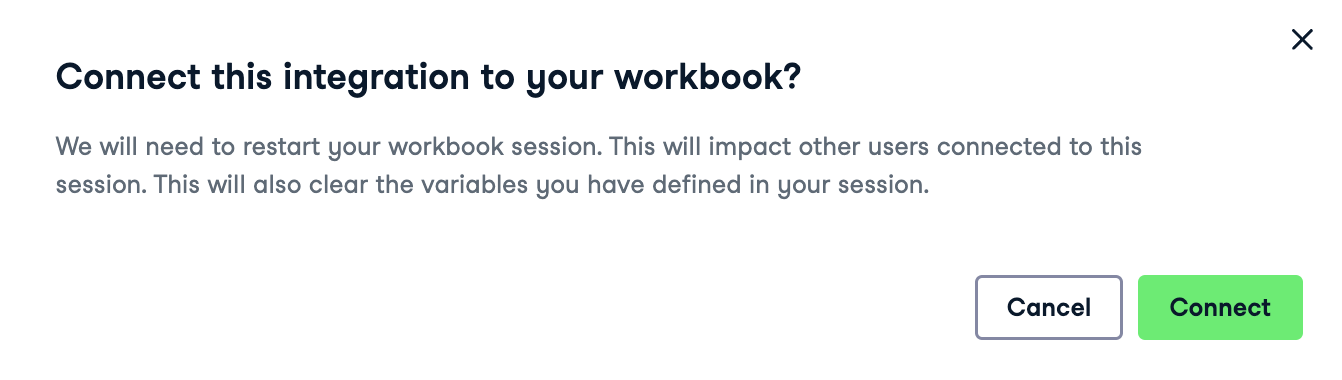 Connect this integration to your workbook?
We will need to restart your workbook session. This will impact other users connected to this
session. This will also clear the variables you have defined in your session.
Cancel
Connect